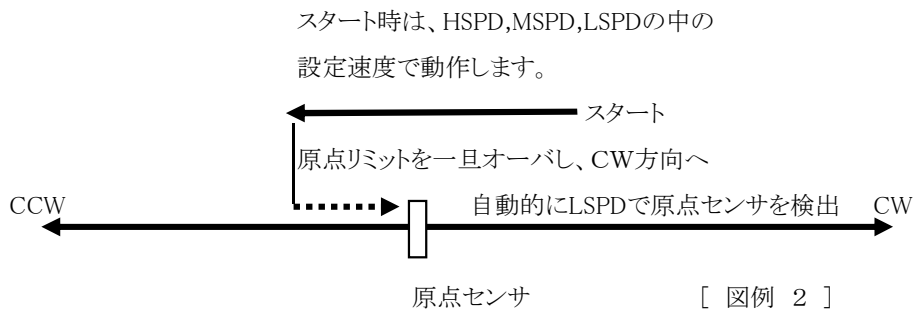 スタート時は、HSPD,MSPD,LSPDの中の
設定速度で動作します。
スタート
原点リミットを一旦オーバし、CW方向へ
CCW
自動的にLSPDで原点センサを検出
CW
原点センサ
[ 図例 2 ]